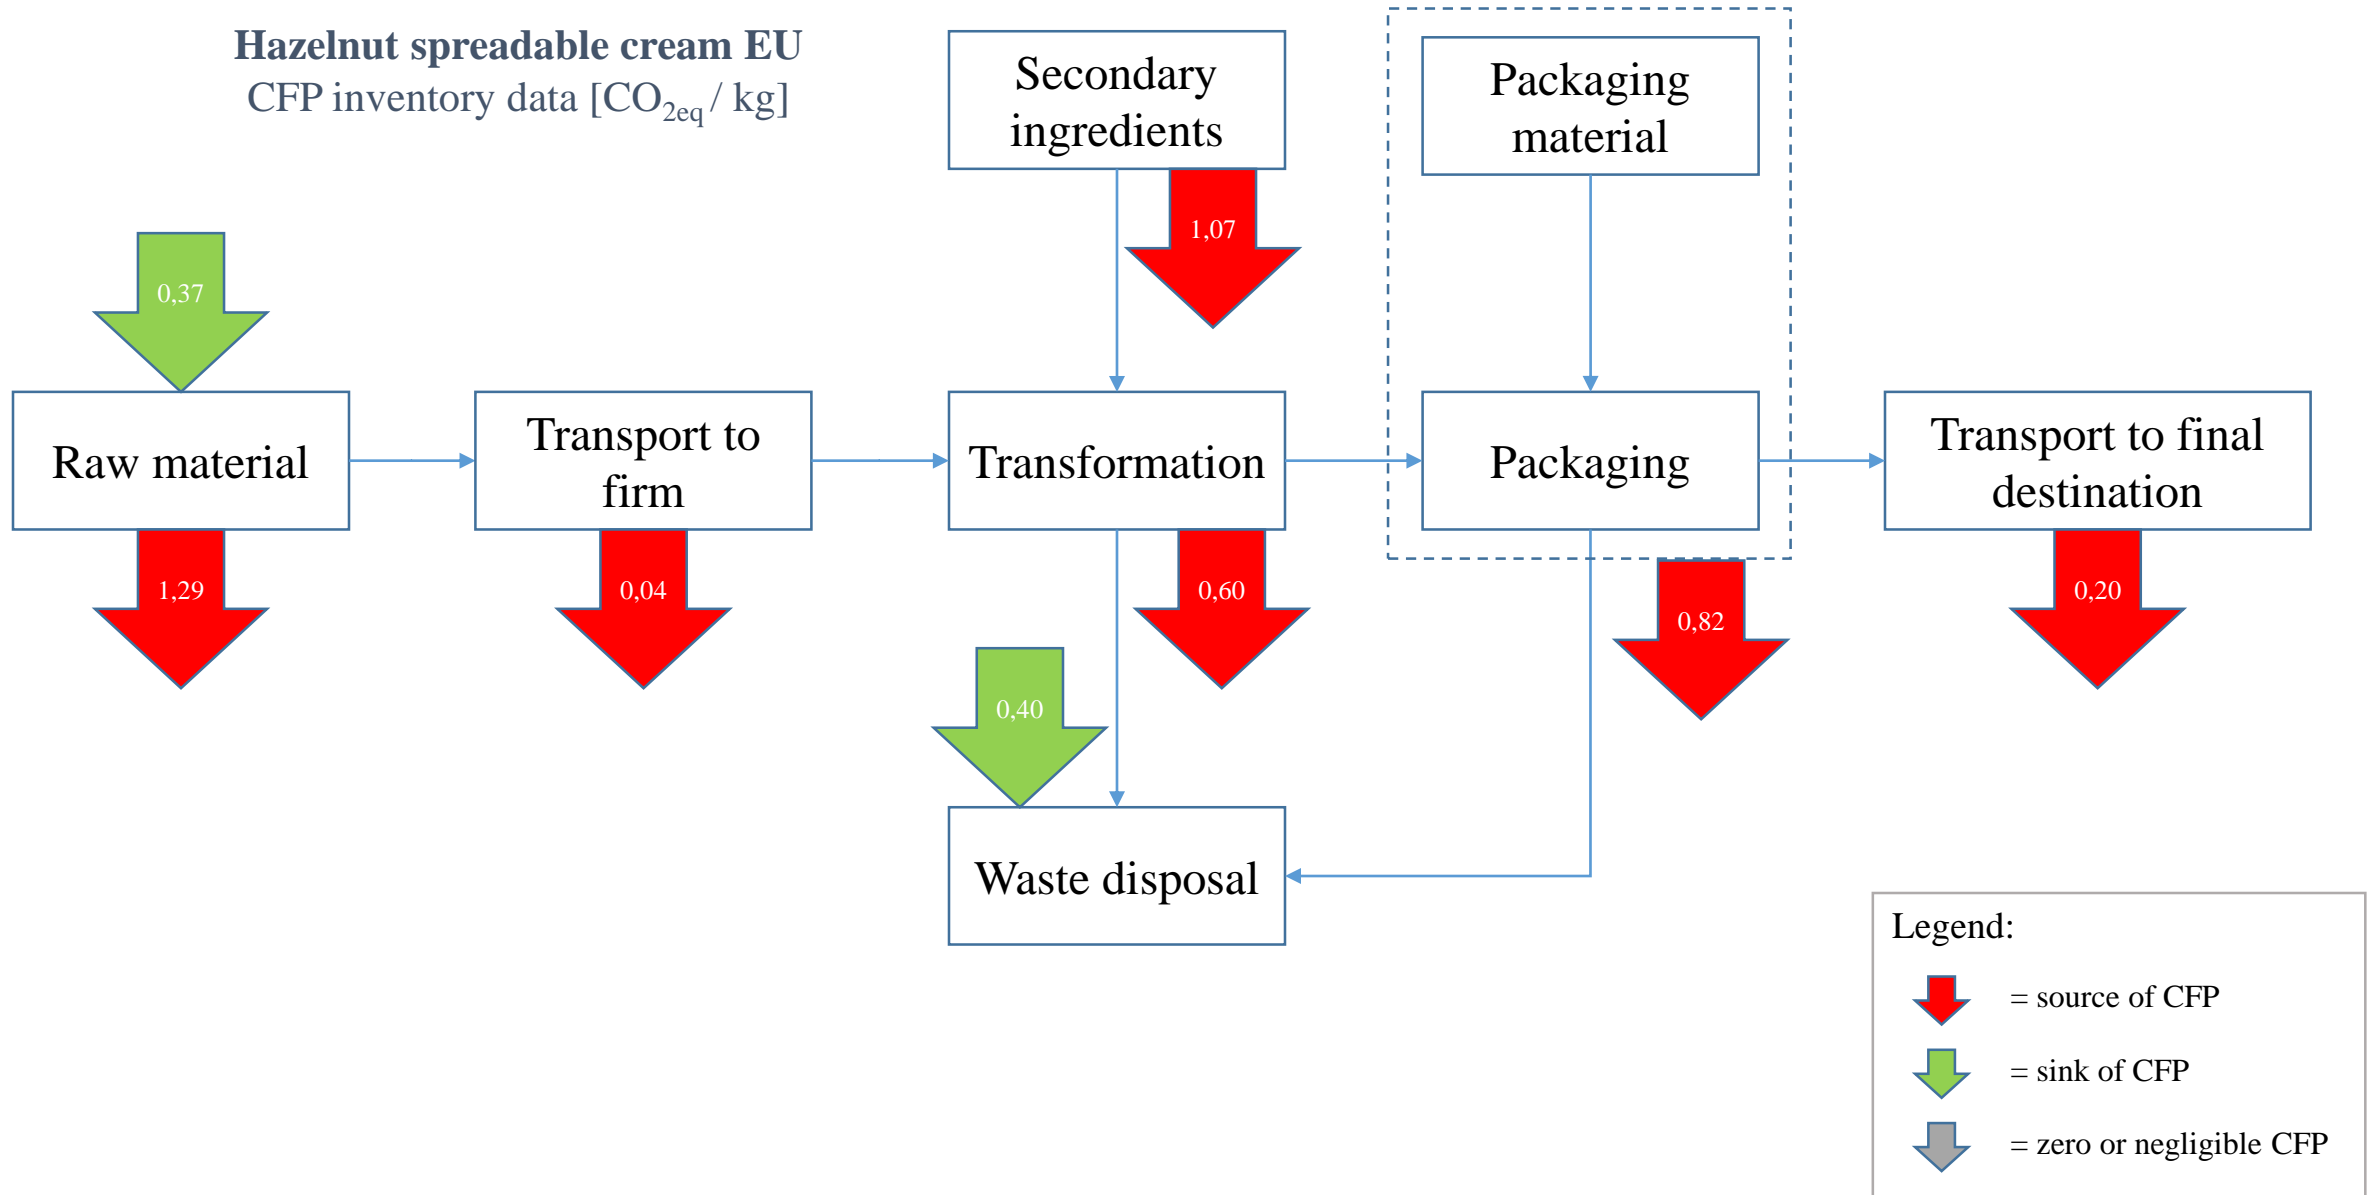 Hazelnut spreadable cream EU
CFP inventory data [CO2eq / kg]
Secondary
ingredients
Packaging
material
1,07
0,37
Raw material
Transport to
firm
Transformation
Packaging
Transport to final
destination
1,29
0,04
0,60
0,82
0,20
0,40
Waste disposal
Legend:
= source of CFP
= sink of CFP
= zero or negligible CFP